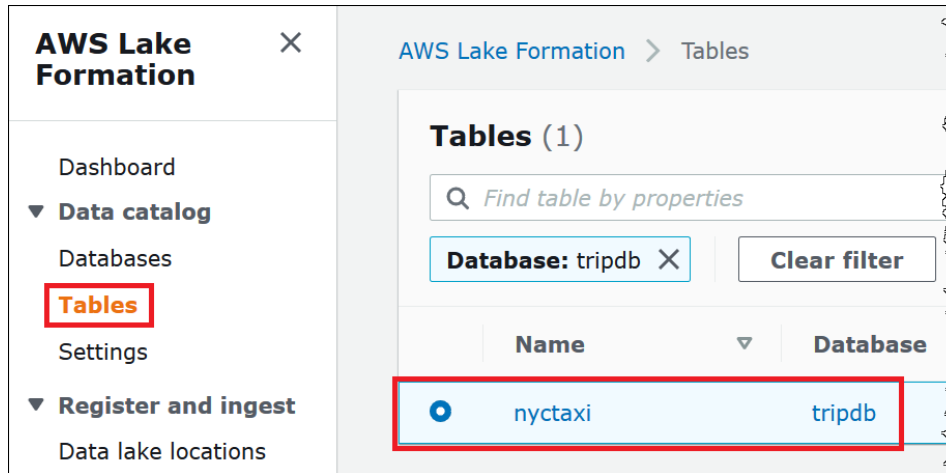 AWS Lake
Formation
Dashboard
Data catalog
Databases
Tables
Settings
Register and ingest
Data lake locations
AWS Lake Formation > Tables
Tables (1)
Find table by properties
Database: tripdb
Clear filter
Name Database
nyctaxi tripdb